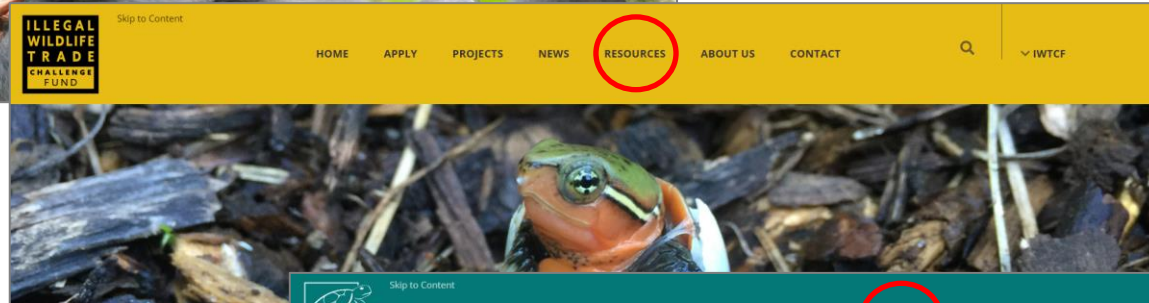 Skip to Content
ILLEGAL
WILDLIFE
TRADE
CHALLENGE
FUND
HOME APPLY PROJECTS NEWS RESOURCES ABOUT US CONTACT IWTCF
Skip to Content